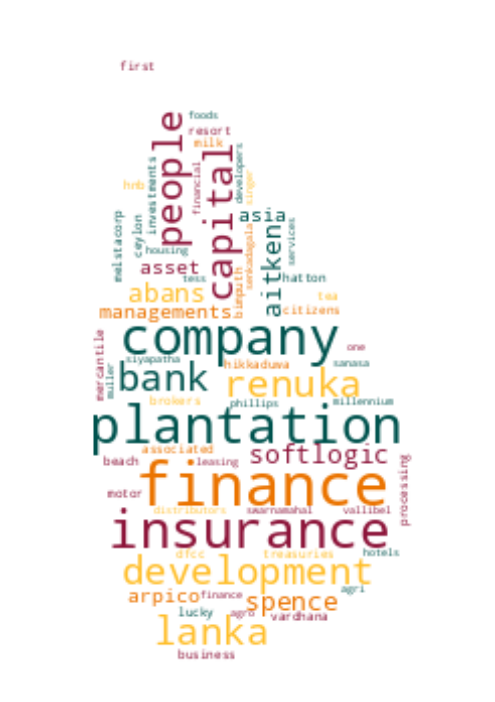 first
people
foods
resort
milk
capital
financial
developers
singer
investments
hnb
melstacorp
ceylon
asia
housing
senkadagala
services
aitken
asset
tess
hatton
abans
bimputh
tea
managements
citizens
company
mercantile
one
siyapatha
hikkaduwa
sanasa
muller
bank
renuka
brokers
phillips
millennium
plantation
associated
softlogic
beach
leasing
processing
finance
motor
distributors
swarnamahal
vallibel
insurance
dfcc
treasuries
hotels
development
agri
arpico
finance
spence
lucky
agro
vardhana
lanka
business